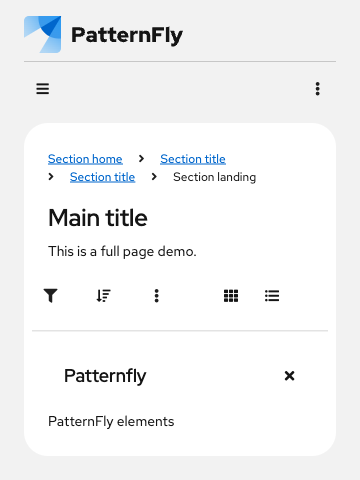 PatternFly
Section home Section title
Section title Section landing
Main title
This is a full page demo.
Patternfly
PatternFly elements